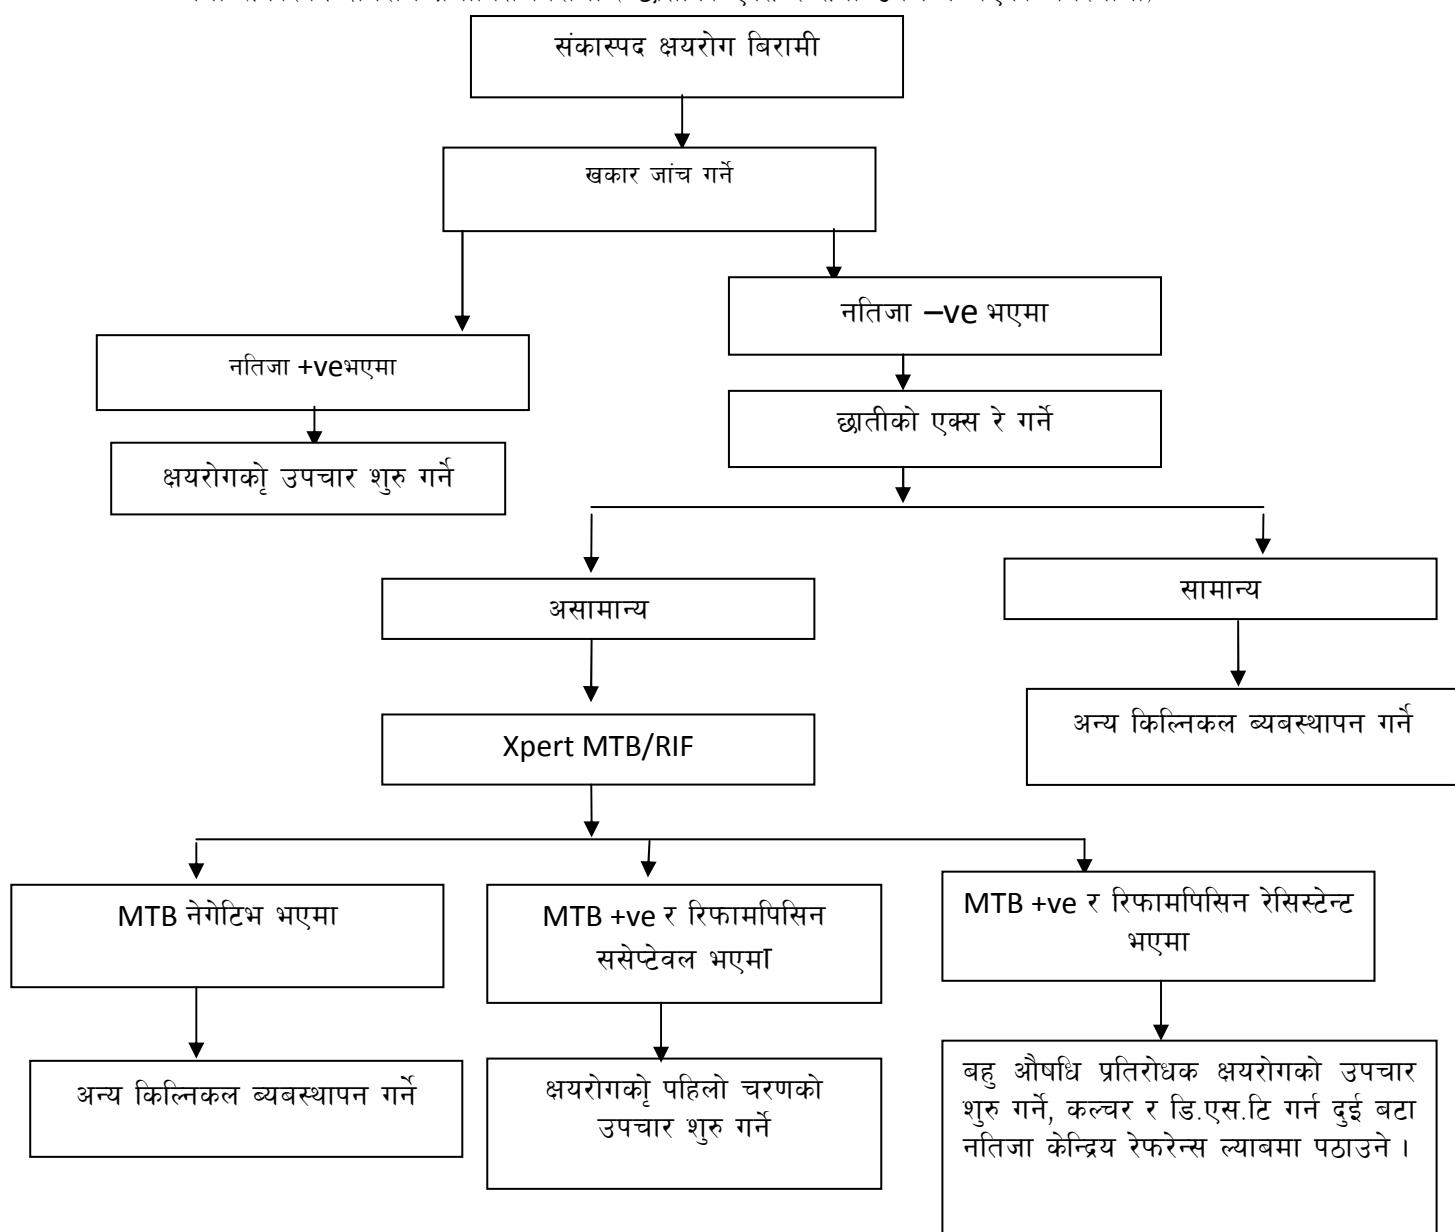 संकास्पद क्षयरोग बिरामी
खकार जांच गर्ने
नतिजा –ve भएमा
नतिजा +veभएमा
छातीको एक्स रे गर्ने
क्षयरोगकोृ उपचार शुरु गर्ने
असामान्य
सामान्य
अन्य किल्निकल ब्यबस्थापन गर्ने
Xpert MTB/RIF
MTB नेगेटिभ भएमा
MTB +ve र रिफामपिसिन
ससेप्टेवल भएमा
MTB +ve र रिफामपिसिन रेसिस्टेन्ट
भएमा
अन्य किल्निकल ब्यबस्थापन गर्ने
क्षयरोगकोृ पहिलो चरणको
उपचार शुरु गर्ने
बहु औषधि प्रतिरोधक क्षयरोगको उपचार
शुरु गर्ने, कल्चर र डि.एस.टि गर्न दुई बटा
नतिजा केन्द्रिय रेफरेन्स ल्याबमा पठाउने ।